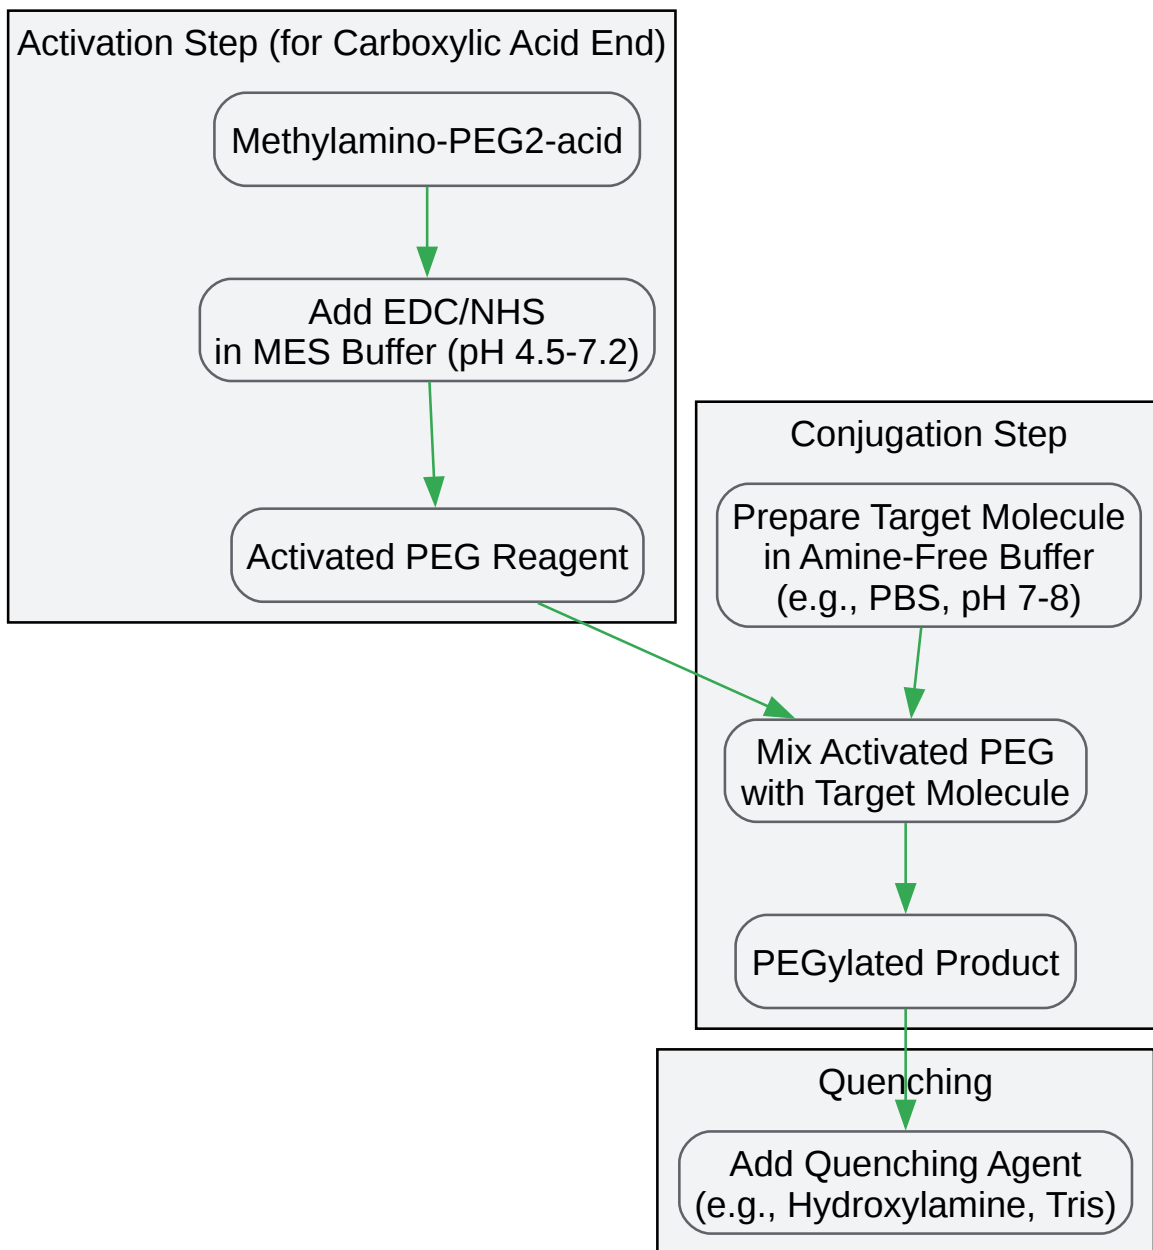 Activation Step (for Carboxylic Acid End)
Methylamino-PEG2-acid
Add EDC/NHS
in MES Buffer (pH 4.5-7.2)
Activated PEG Reagent
Conjugation Step
Prepare Target Molecule
in Amine-Free Buffer
(e.g., PBS, pH 7-8)
Mix Activated PEG
with Target Molecule
PEGylated Product
Quenching
Add Quenching Agent
(e.g., Hydroxylamine, Tris)